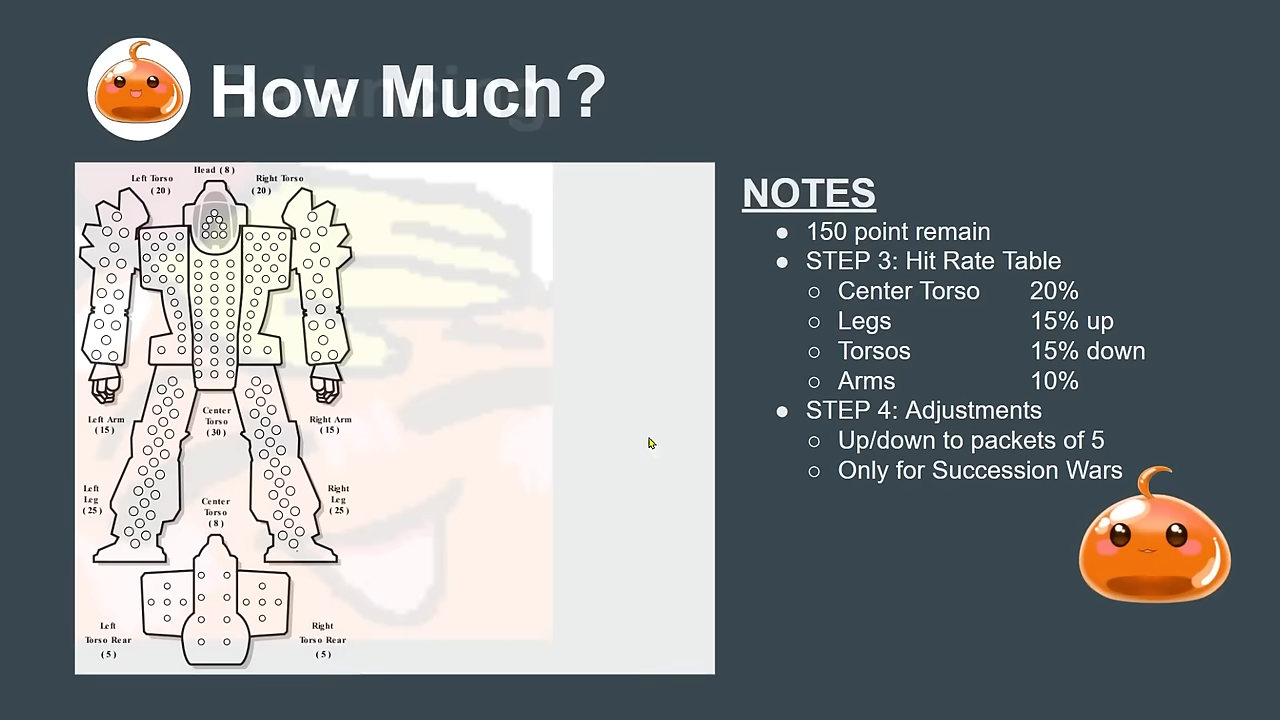 How Much?
Head (8)
Left Torso
(20)
Right Torso
(20)
Left Arm
(15)
Center
Torso
(30)
Right Arm
(15)
Left
Leg
(25)
Center
Torso
(8)
Right
Leg
(25)
Left
Torso Rear
(5)
Right
Torso Rear
(5)
NOTES
● 150 point remain
● STEP 3: Hit Rate Table
○ Center Torso 20%
○ Legs 15% up
○ Torsos 15% down
○ Arms 10%
● STEP 4: Adjustments
○ Up/down to packets of 5
○ Only for Succession Wars